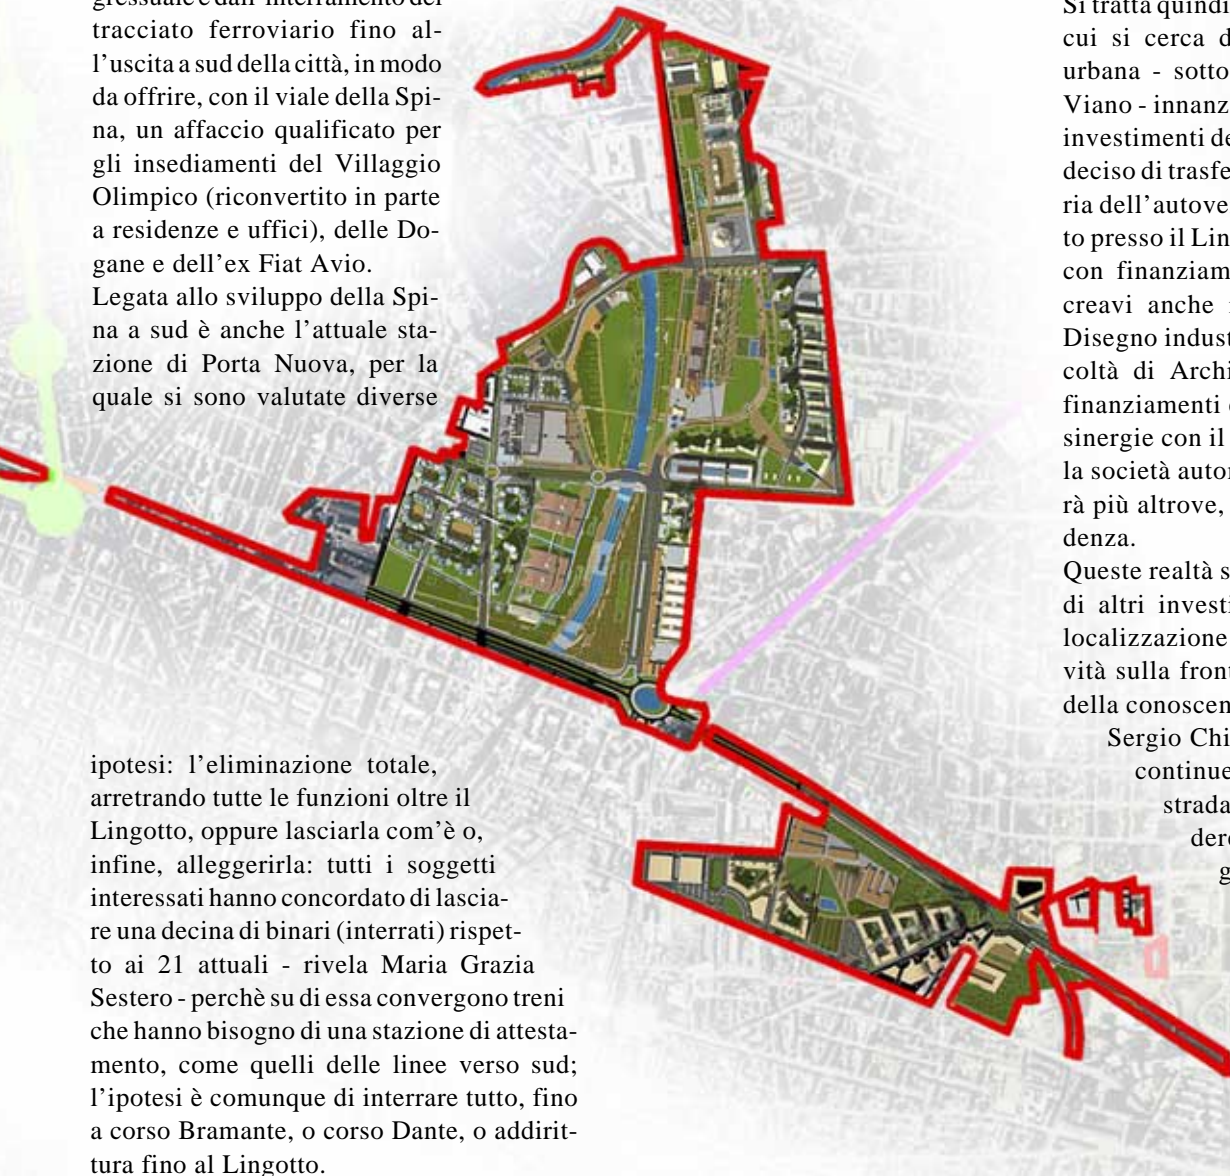 tracciato ferroviario fino al-
l'uscita a sud della città, in modo
da offrire, con il viale della Spi-
na, un affaccio qualificato per
gli insediamenti del Villaggio
Olimpico (riconvertito in parte
a residenze e uffici), delle Do-
gane e dell'ex Fiat Avio.
Legata allo sviluppo della Spi-
na a sud è anche l'attuale sta-
zione di Porta Nuova, per la
quale si sono valutate diverse
ipotesi: l'eliminazione totale,
arretrando tutte le funzioni oltre il
Lingotto, oppure lasciarla com'è o,
infine, alleggerirla: tutti i soggetti
interessati hanno concordato di lascia-
re una decina di binari (interrati) rispet-
to ai 21 attuali - rivela Maria Grazia
Sestero - perchè su di essa convergono treni
che hanno bisogno di una stazione di attesta-
mento, come quelli delle linee verso sud;
l'ipotesi è comunque di interrare tutto, fino
a corso Bramante, o corso Dante, o addirit-
tura fino al Lingotto.
Si tratta quindi
cui si cerca d
urbana - sotto
Viano - innanz
investimenti de
deciso di trasfe
ria dell'autove
to presso il Lin
con finanziam
creavi anche
Disegno indust
coltà di Archi
finanziamenti
sinergie con il
la società auto
rà più altrove,
denza.
Queste realtà s
di altri investi
localizzazione
vità sulla front
della conoscen
Sergio Chi
continue
strada
dere
g